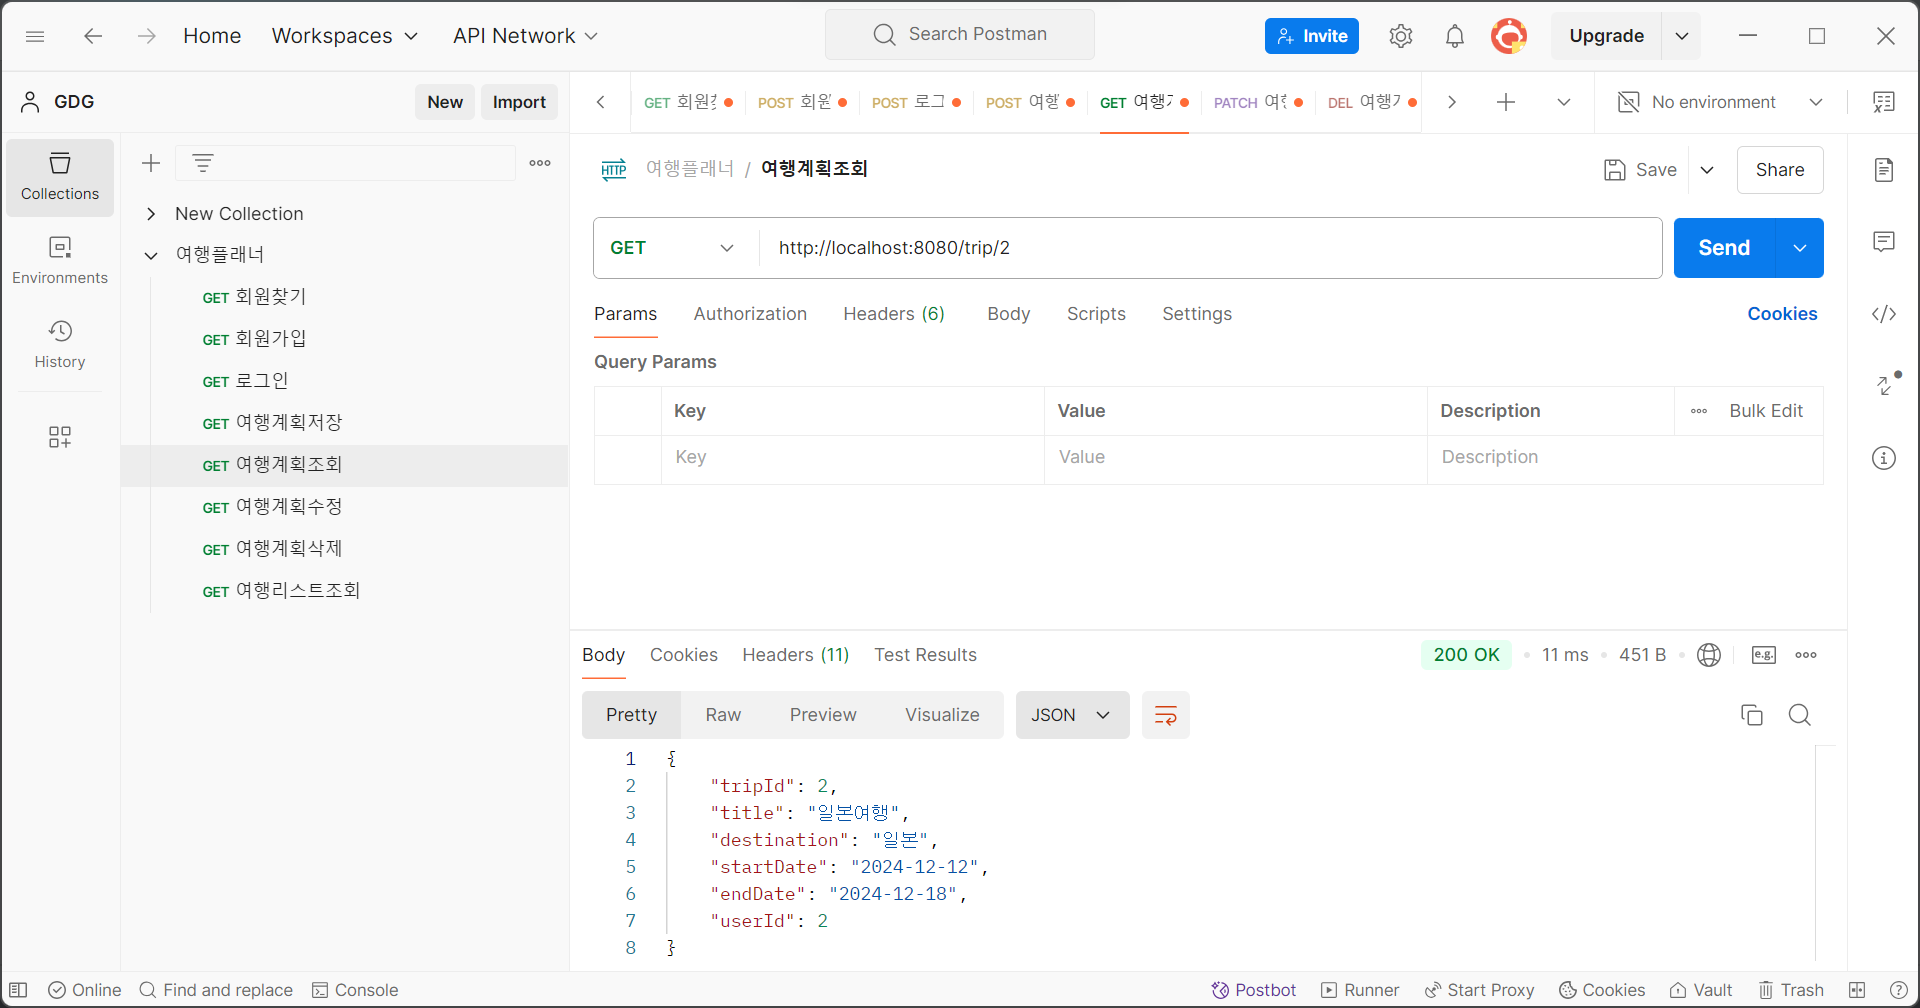 Home Workspaces API Network Search Postman Invite Upgrade
GDG New Import
GET 회원 POST 회원 POST 로그 POST 여행 GET 여행 PATCH DEL 여행 No environment
Collections
Environments
History
New Collection
여행플래너
GET 회원찾기
GET 회원가입
GET 로그인
GET 여행계획저장
GET 여행계획조회
GET 여행계획수정
GET 여행계획삭제
GET 여행리스트조회
HTTP 여행플래너 / 여행계획조회 Save Share
GET http://localhost:8080/trip/2 Send
Params Authorization Headers (6) Body Scripts Settings Cookies
Query Params
Key Value Description Bulk Edit
Key Value Description
Body Cookies Headers (11) Test Results 200 OK 11 ms 451 B e.g.
Pretty Raw Preview Visualize JSON
1 {
2 "tripId": 2,
3 "title": "일본여행",
4 "destination": "일본",
5 "startDate": "2024-12-12",
6 "endDate": "2024-12-18",
7 "userId": 2
8 }
Online Find and replace Console Postbot Runner Start Proxy Cookies Vault Trash